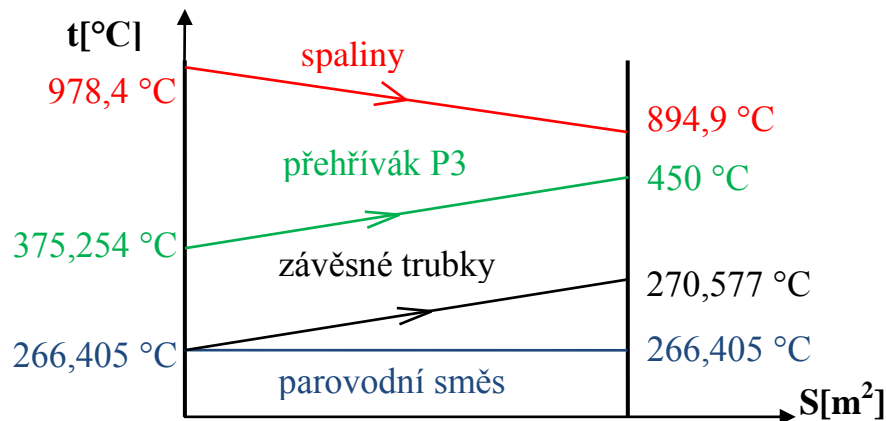 t[°C]
spaliny
978,4 °C
894,9 °C
přehřívák P3
450 °C
375,254 °C
závěsné trubky
270,577 °C
266,405 °C
266,405 °C
parovodní směs
S[m²]